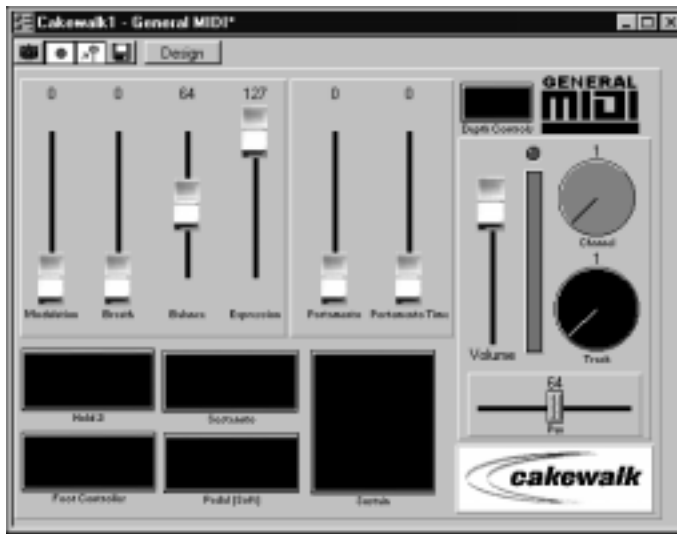 Cakewalk1 - General MIDI*
Design
0 0 64 127 0 0
GENERAL
MIDI
Depth Controls
1
Channel
1
Modulation Breath Balance Expression Portamento Portamento Time
Volume
Track
64
Pan
Hold 2
Sostenuto
Foot Controller
Pedal (Soft)
Sustain
cakewalk